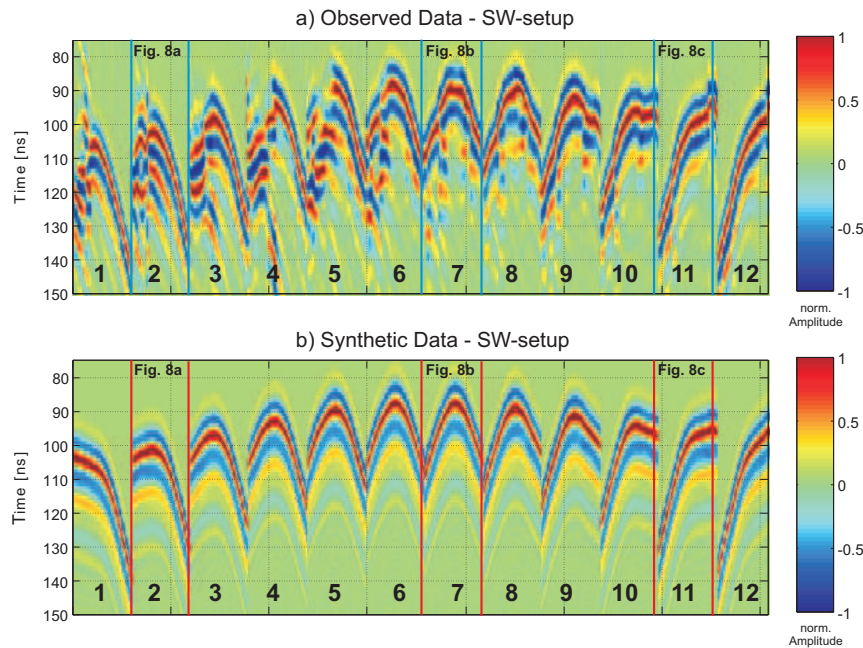 a) Observed Data - SW-setup
Fig. 8a
Fig. 8b
Fig. 8c
80
90
100
110
120
130
140
150
Time [ns]
1 2 3 4 5 6 7 8 9 10 11 12
1
0.5
0
-0.5
-1
norm.
Amplitude
b) Synthetic Data - SW-setup
Fig. 8a
Fig. 8b
Fig. 8c
80
90
100
110
120
130
140
150
Time [ns]
1 2 3 4 5 6 7 8 9 10 11 12
1
0.5
0
-0.5
-1
norm.
Amplitude